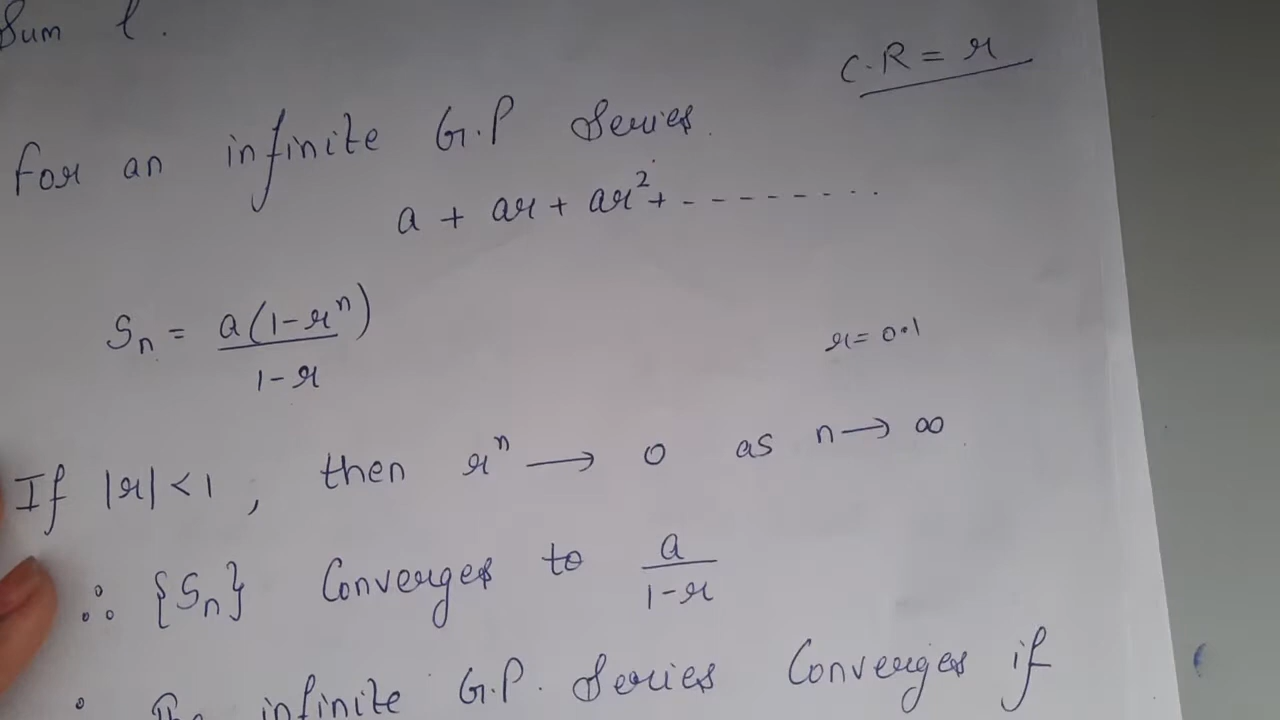 Sum l.
C.R = r
For an infinite G.P Series.
a + ar + ar² + - - - - - - - - . . .
Sₙ = a(1-rⁿ) / 1-r
r = 0.1
If |r| < 1, then rⁿ → 0 as n → ∞
∴ {Sₙ} Converges to a / 1-r
infinite G.P. Series Converges if